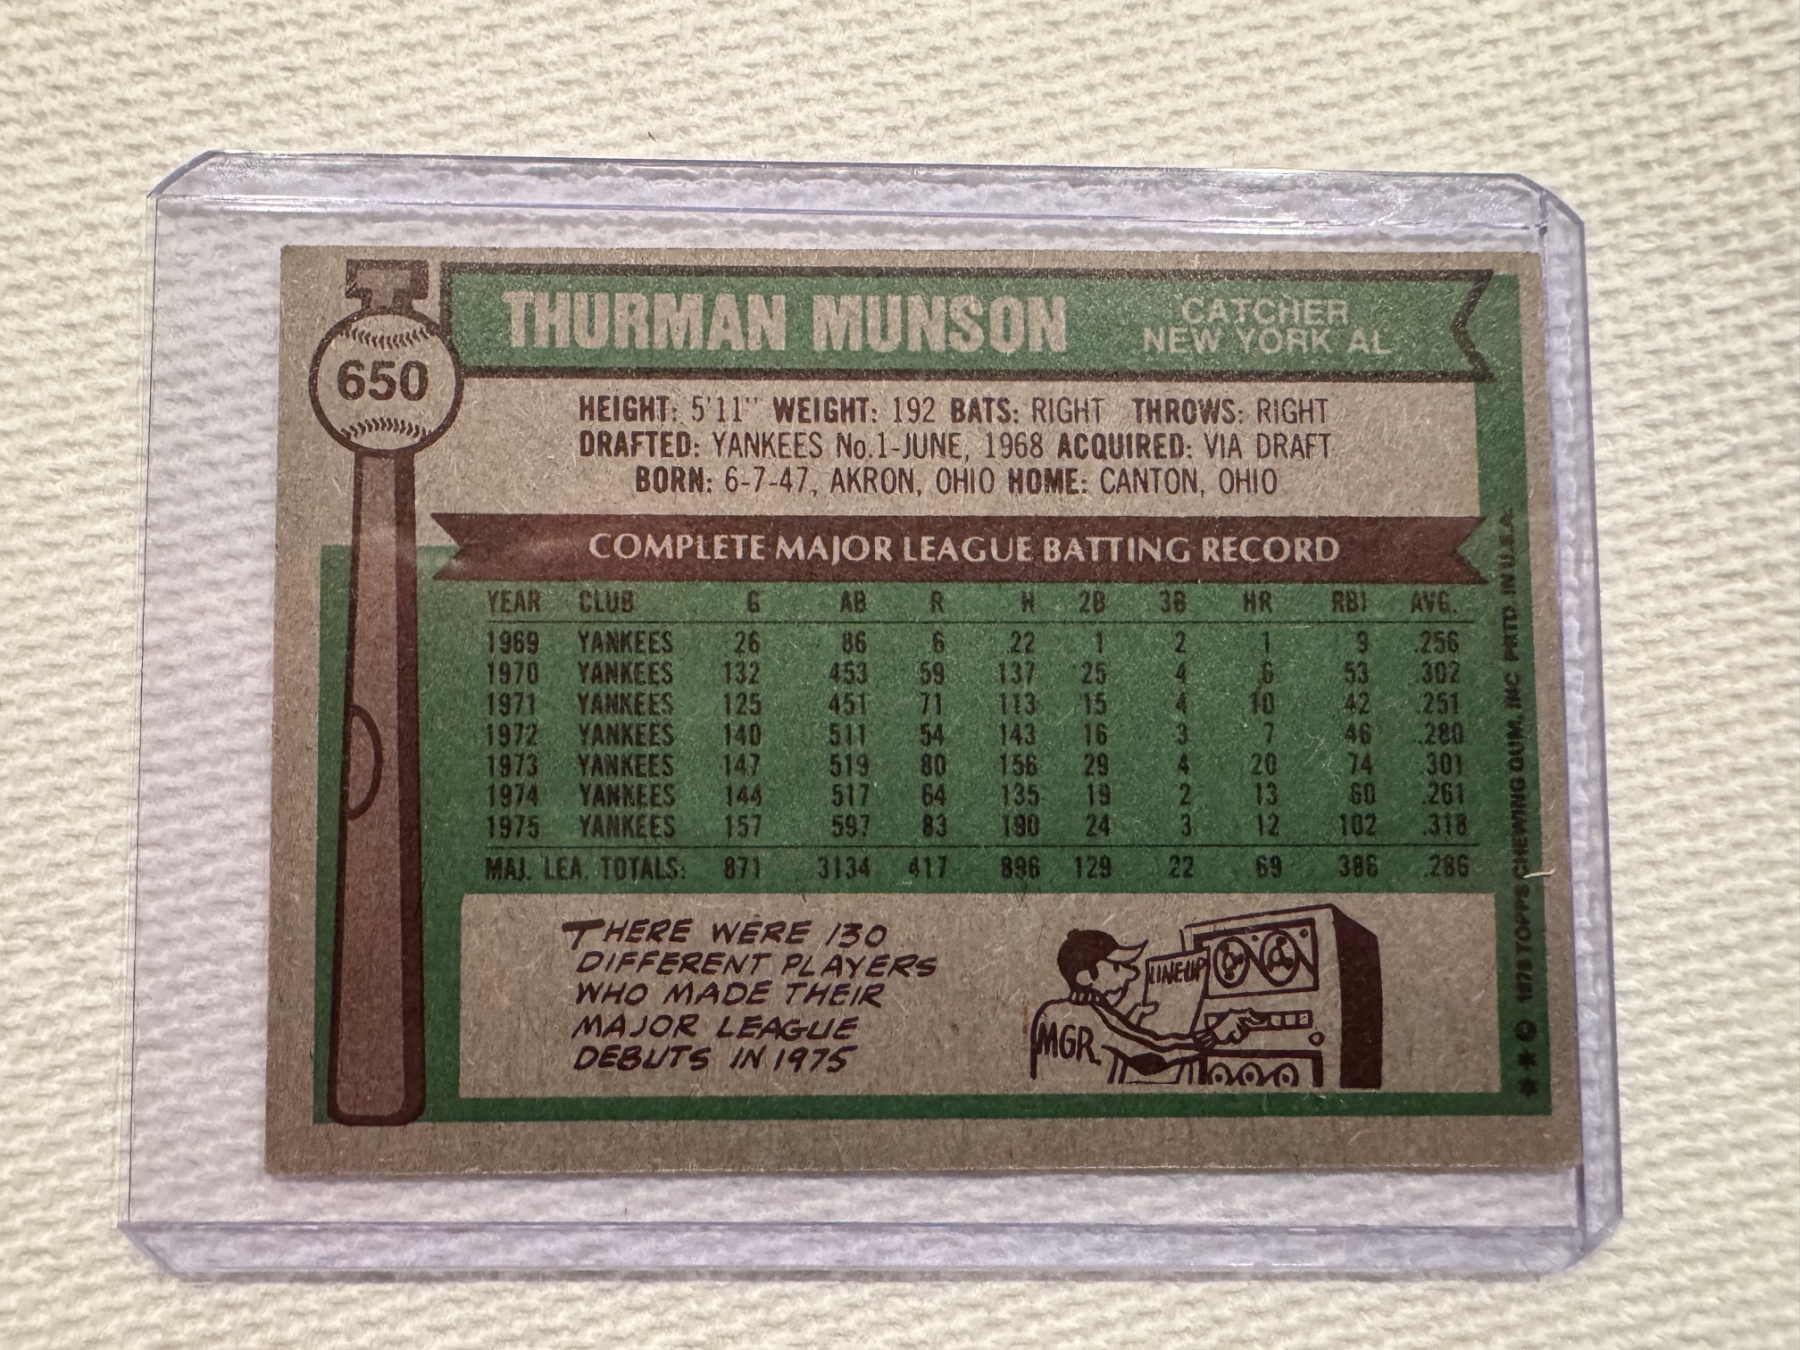 650
THURMAN MUNSON
CATCHER
NEW YORK AL
HEIGHT: 5'11" WEIGHT: 192 BATS: RIGHT THROWS: RIGHT
DRAFTED: YANKEES No.1-JUNE, 1968 ACQUIRED: VIA DRAFT
BORN: 6-7-47, AKRON, OHIO HOME: CANTON, OHIO
COMPLETE MAJOR LEAGUE BATTING RECORD
YEAR CLUB G AB R H 2B 3B HR RBI AVG.
1969 YANKEES 26 86 6 22 1 2 1 9 .256
1970 YANKEES 132 453 59 137 25 4 6 53 .302
1971 YANKEES 125 451 71 113 15 4 10 42 .251
1972 YANKEES 140 511 54 143 16 3 7 46 .280
1973 YANKEES 147 519 80 156 29 4 20 74 .301
1974 YANKEES 144 517 64 135 19 2 13 60 .261
1975 YANKEES 157 597 83 190 24 3 12 102 .318
MAJ. LEA. TOTALS: 871 3134 417 896 129 22 69 386 .286
THERE WERE 130
DIFFERENT PLAYERS
WHO MADE THEIR
MAJOR LEAGUE
DEBUTS IN 1975
LINEUP
MGR.
** © 1976 TOPPS CHEWING GUM, INC PRTD. IN U.S.A.